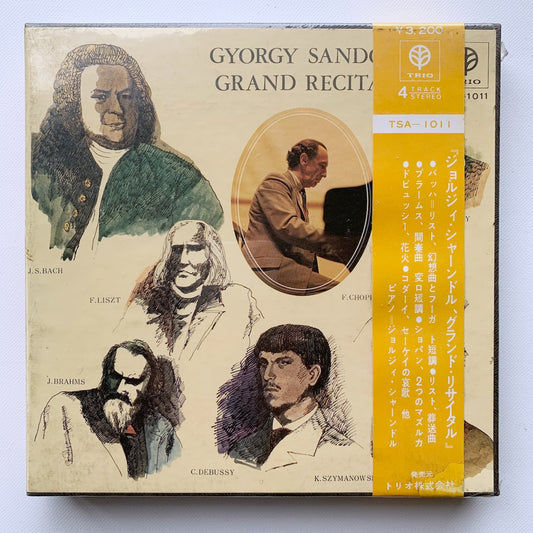 GYORGY SANDO
GRAND RECITA
¥3,200
TRIO
TRIO
4 TRACK STEREO
1011
TSA-1011
『ジョルジィ・シャーンドル、グランド・リサイタル』
●バッハ=リスト、幻想曲とフーガ ト短調●リスト、葬送曲
●ブラームス、間奏曲 変ロ短調●ショパン、2つのマズルカ
●ドビュッシー、花火●コダーイ、セーケイの哀歌 他
ピアノ=ジョルジィ・シャーンドル
J.S.BACH
F.LISZT
F.CHOPI
J.BRAHMS
C.DEBUSSY
K.SZYMANOWS
発売元
トリオ株式会社